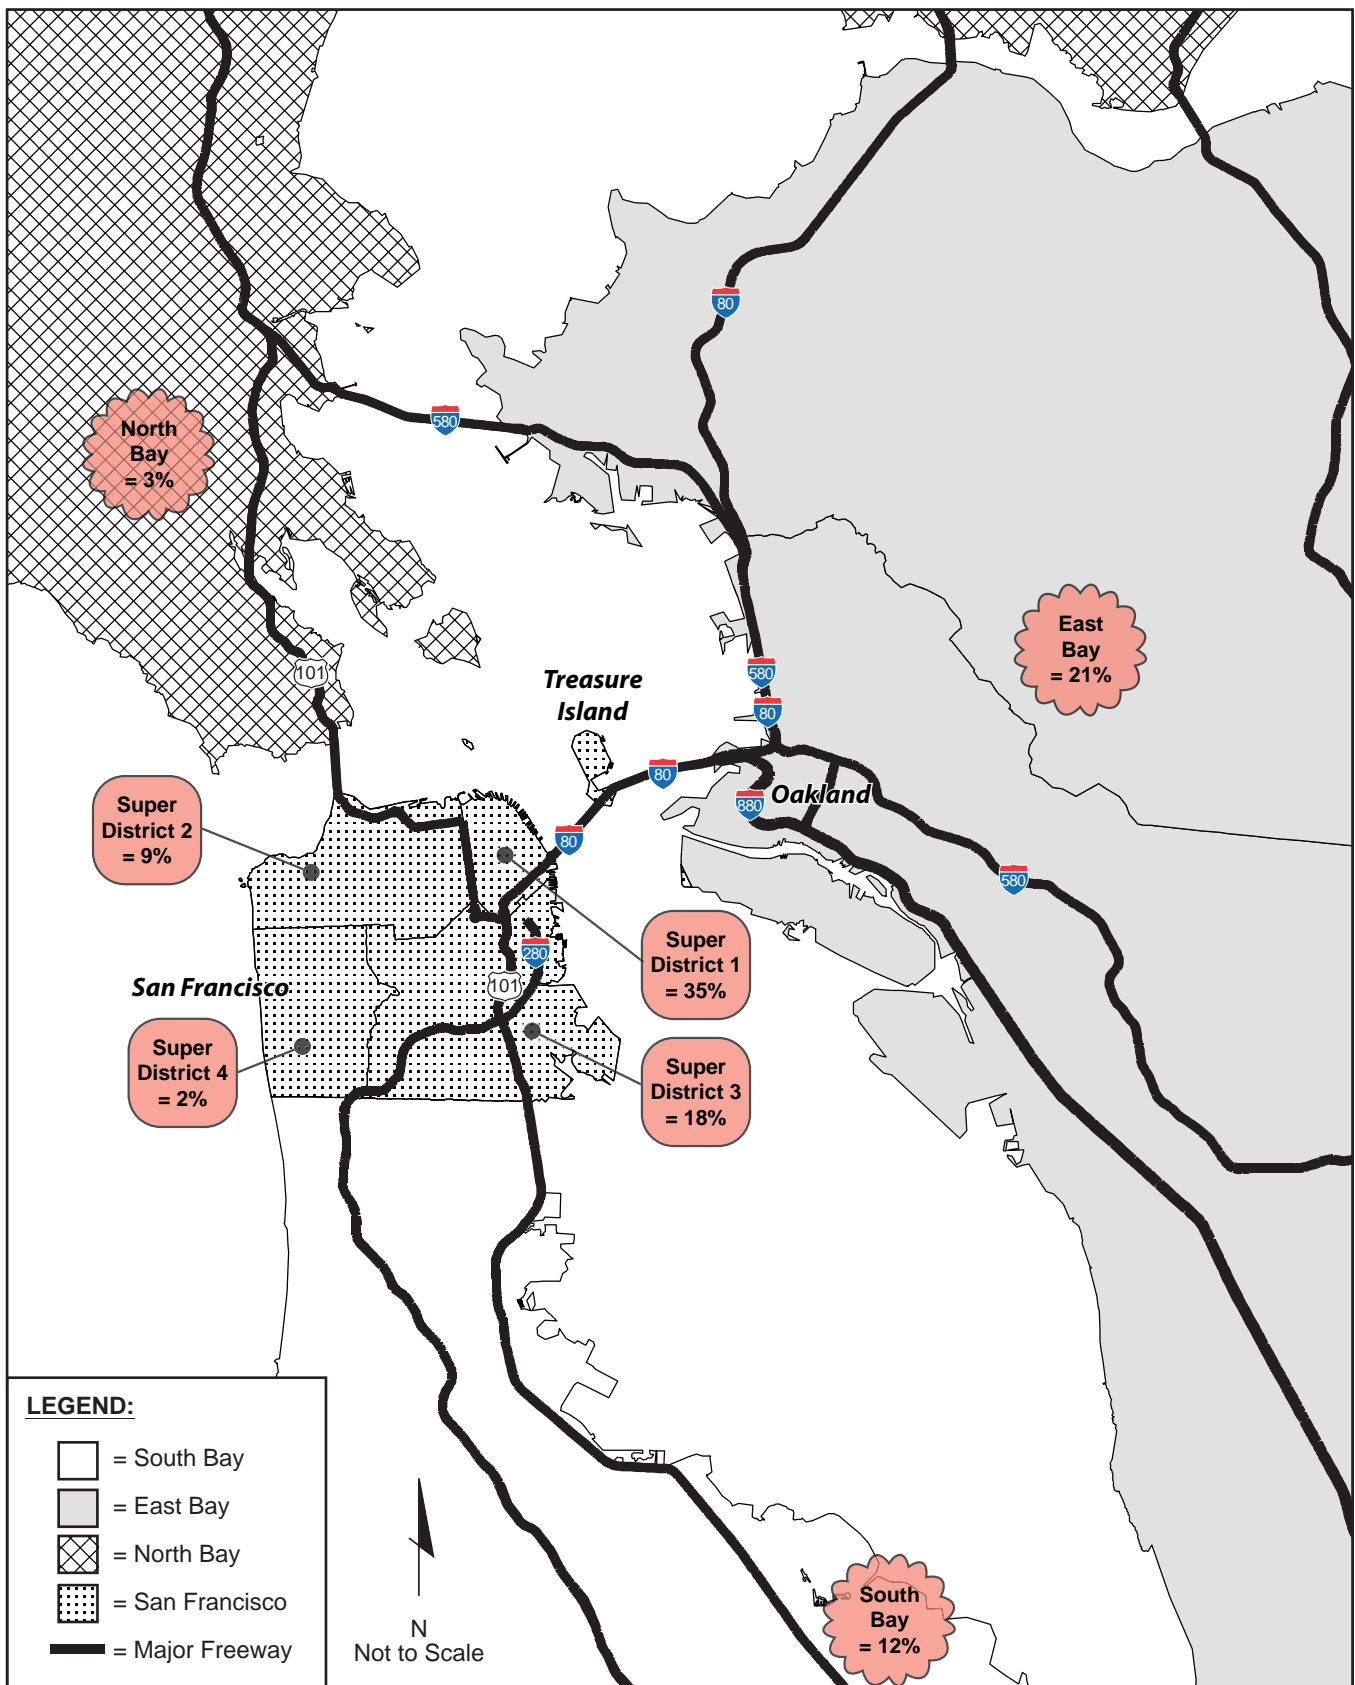 80
580
North
Bay
= 3%
East
Bay
= 21%
101
580
80
Treasure
Island
80
880
Oakland
80
580
Super
District 2
= 9%
Super
District 1
= 35%
280
101
San Francisco
Super
District 4
= 2%
Super
District 3
= 18%
South
Bay
= 12%
LEGEND:
= South Bay
= East Bay
= North Bay
= San Francisco
= Major Freeway
N
Not to Scale